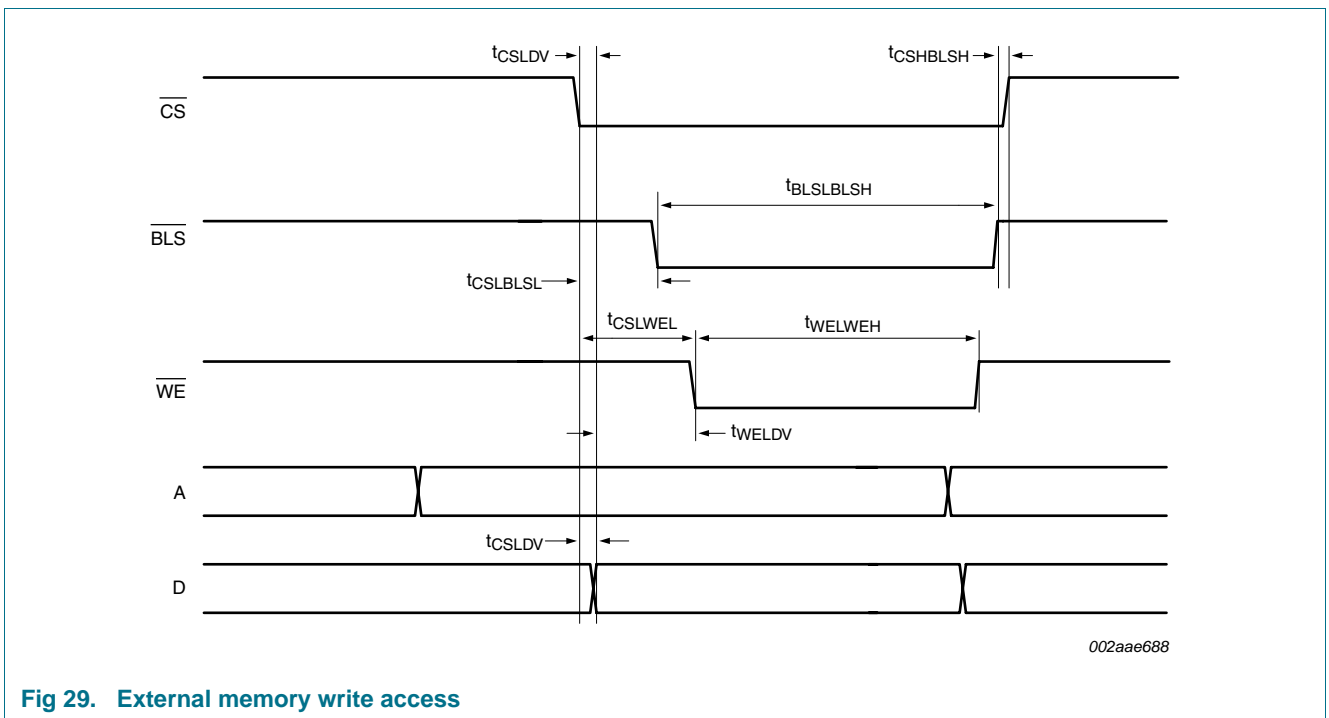 tCSLDV
tCSHBLSH
CS
tBLSLBLSH
BLS
tCSLBLSL
tCSLWEL
tWELWEH
WE
tWELDV
A
tCSLDV
D
002aae688
Fig 29. External memory write access